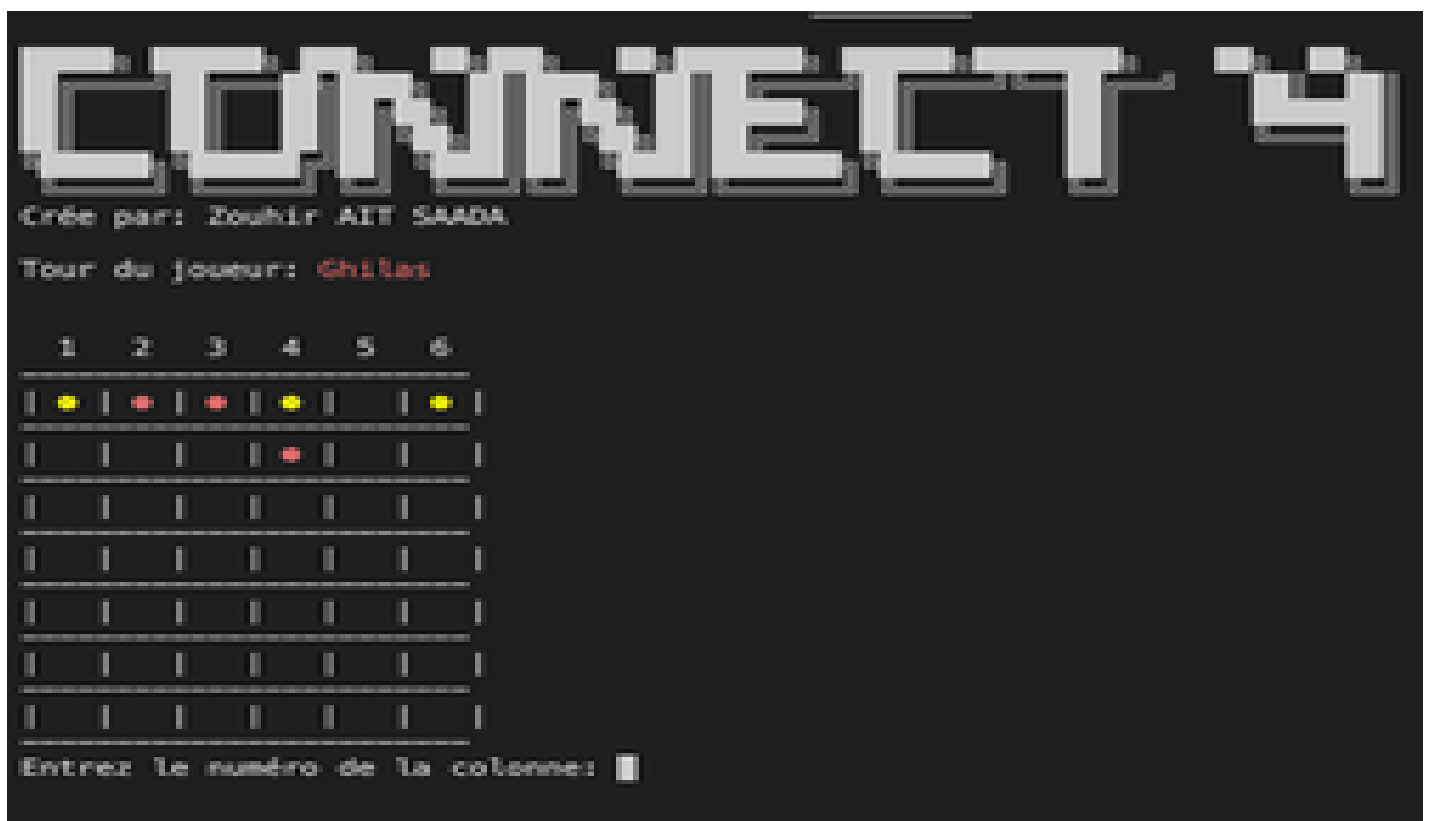 CONNECT 4
Crée par: Zouhir AIT SAADA
Tour du joueur: Ghilas
1 2 3 4 5 6
Entrez le numéro de la colonne: